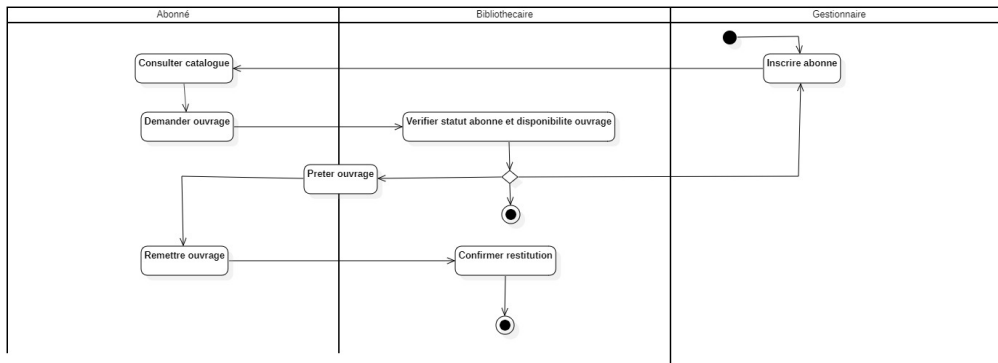 Abonné
Bibliothecaire
Gestionnaire
Consulter catalogue
Inscrire abonne
Demander ouvrage
Verifier statut abonne et disponibilite ouvrage
Preter ouvrage
Remettre ouvrage
Confirmer restitution